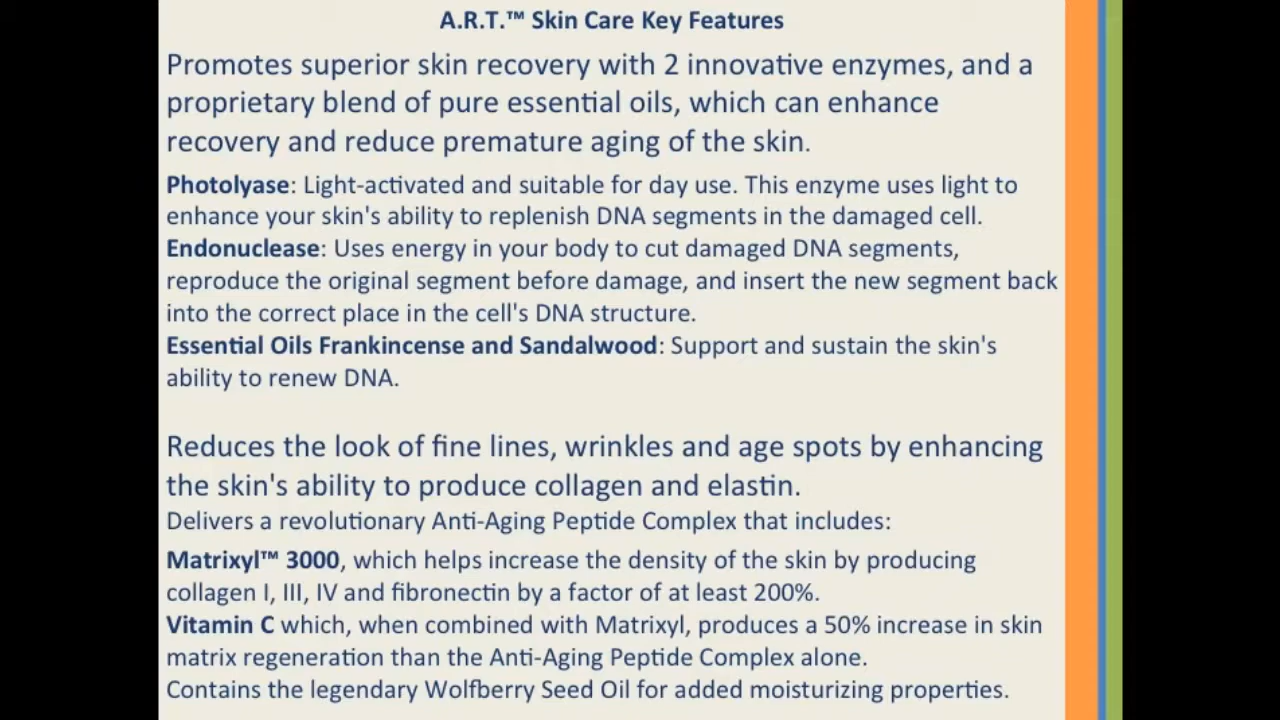 A.R.T.™ Skin Care Key Features
Promotes superior skin recovery with 2 innovative enzymes, and a
proprietary blend of pure essential oils, which can enhance
recovery and reduce premature aging of the skin.
Photolyase: Light-activated and suitable for day use. This enzyme uses light to
enhance your skin's ability to replenish DNA segments in the damaged cell.
Endonuclease: Uses energy in your body to cut damaged DNA segments,
reproduce the original segment before damage, and insert the new segment back
into the correct place in the cell's DNA structure.
Essential Oils Frankincense and Sandalwood: Support and sustain the skin's
ability to renew DNA.
Reduces the look of fine lines, wrinkles and age spots by enhancing
the skin's ability to produce collagen and elastin.
Delivers a revolutionary Anti-Aging Peptide Complex that includes:
Matrixyl™ 3000, which helps increase the density of the skin by producing
collagen I, III, IV and fibronectin by a factor of at least 200%.
Vitamin C which, when combined with Matrixyl, produces a 50% increase in skin
matrix regeneration than the Anti-Aging Peptide Complex alone.
Contains the legendary Wolfberry Seed Oil for added moisturizing properties.